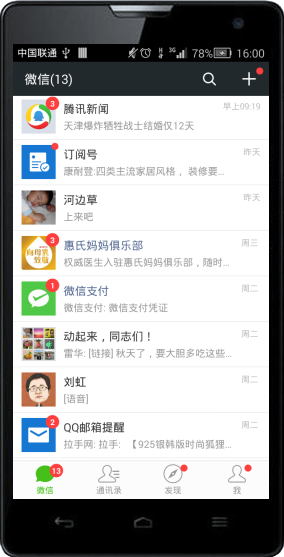 中国联通 3G 78% 16:00
微信(13)
3 腾讯新闻 早上09:19
天津爆炸牺牲战士结婚仅12天
订阅号 昨天
康耐登:四类主流家居风格， 装修要...
河边草 昨天
上来吧
3 惠氏妈妈俱乐部 周三
权威医生入驻惠氏妈妈俱乐部，随时...
1 微信支付 周二
微信支付: 微信支付凭证
动起来，同志们！ 周二
雷华: [链接] 秋天了，要大胆多吃这些...
刘虹 周二
[语音]
2 QQ邮箱提醒 周二
拉手网: 拉手: 【925银韩版时尚狐狸...
13
微信 通讯录 发现 我